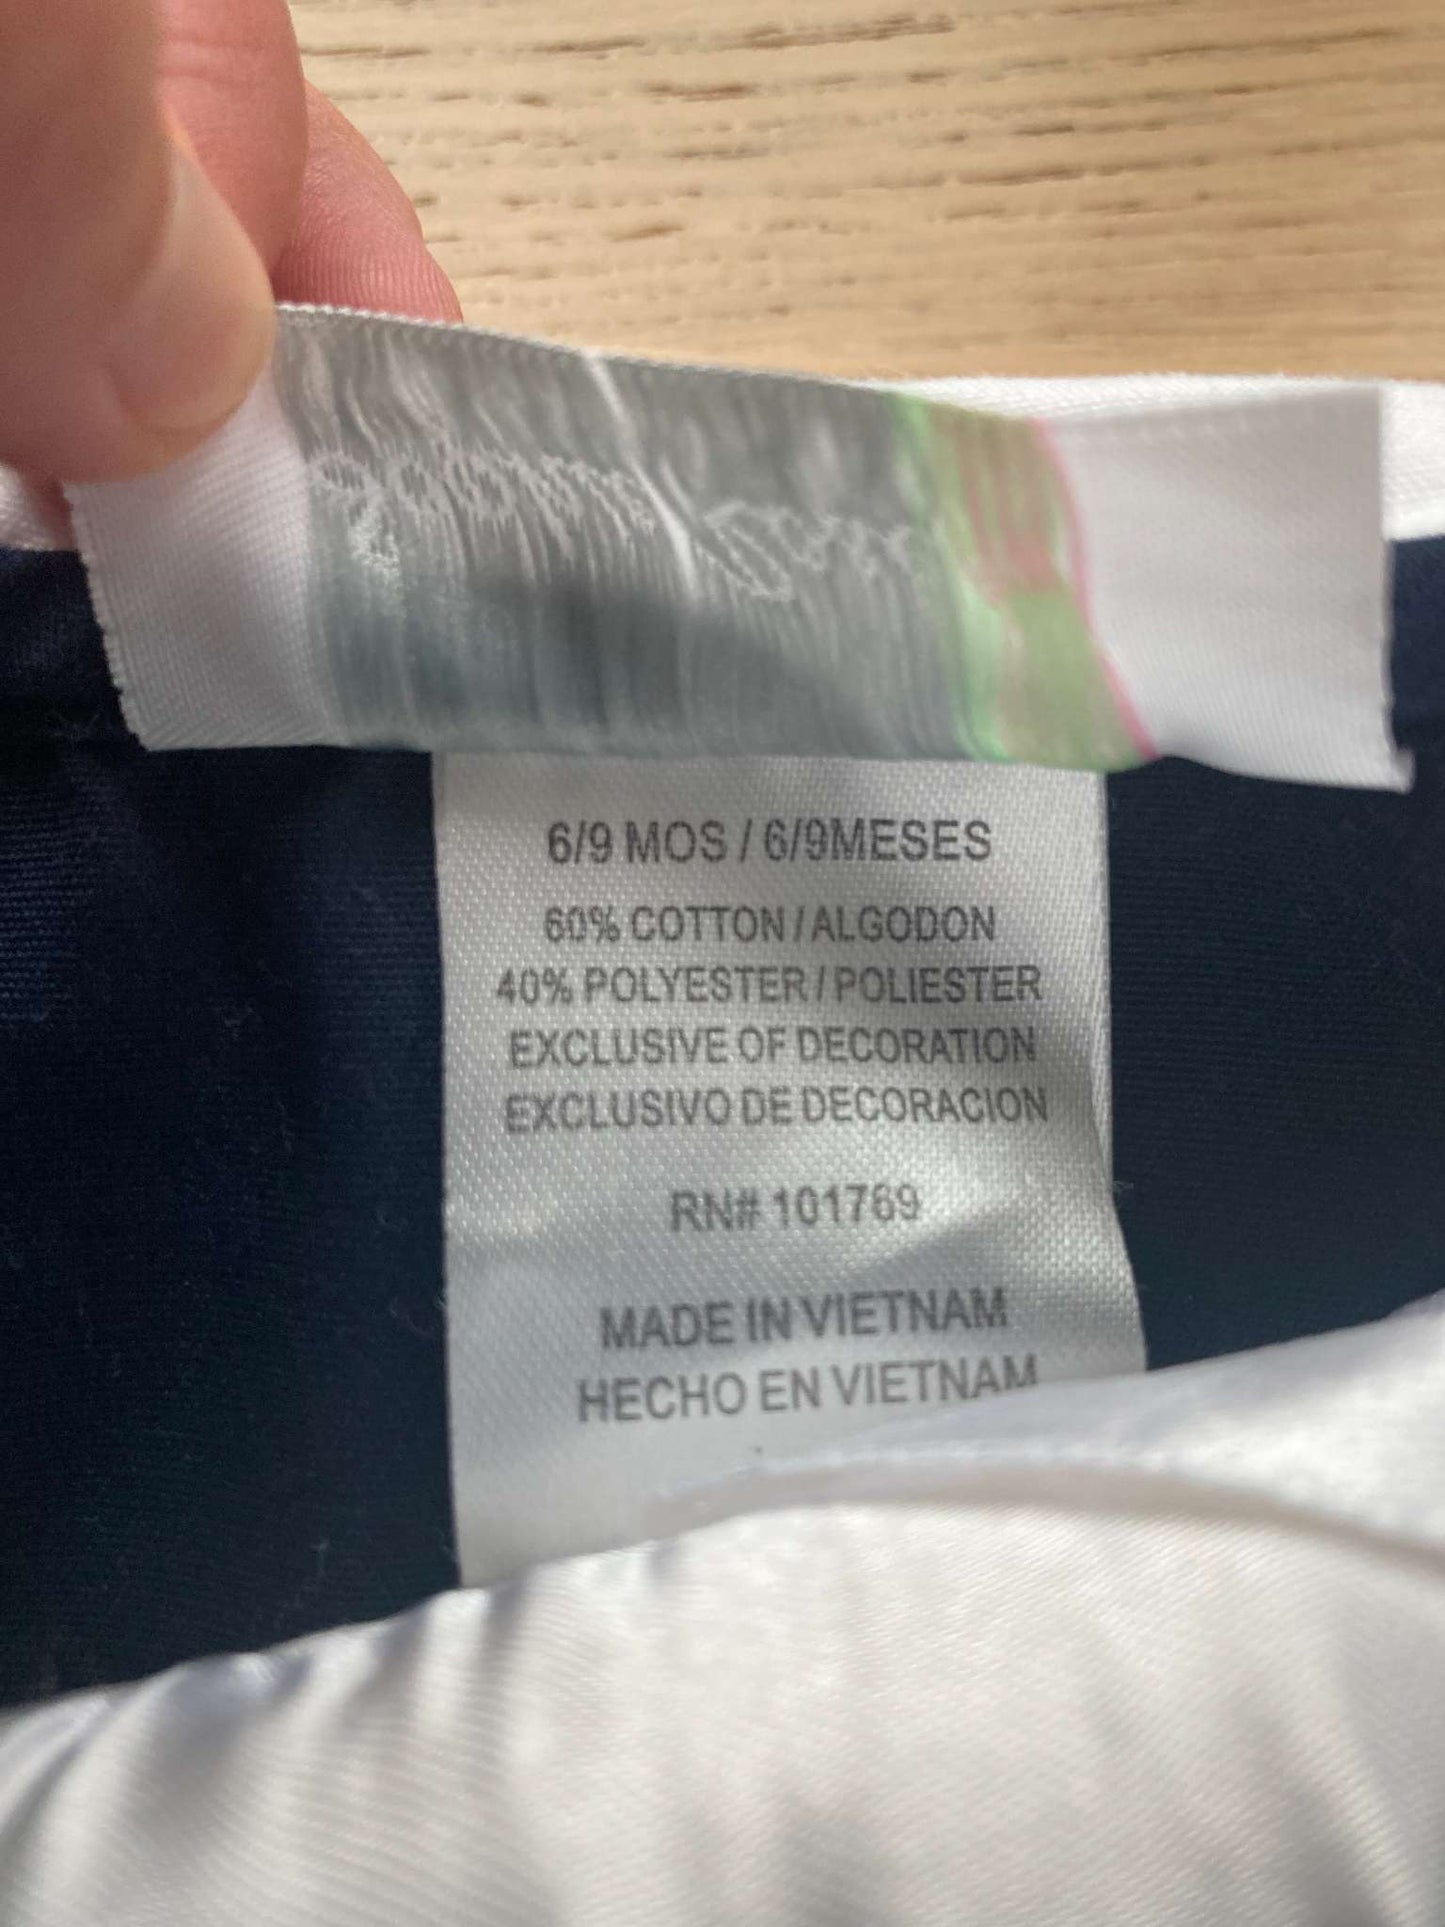 6/9 MOS / 6/9MESES
60% COTTON / ALGODON
40% POLYESTER / POLIESTER
EXCLUSIVE OF DECORATION
EXCLUSIVO DE DECORACION
RN# 101769
MADE IN VIETNAM
HECHO EN VIETNAM